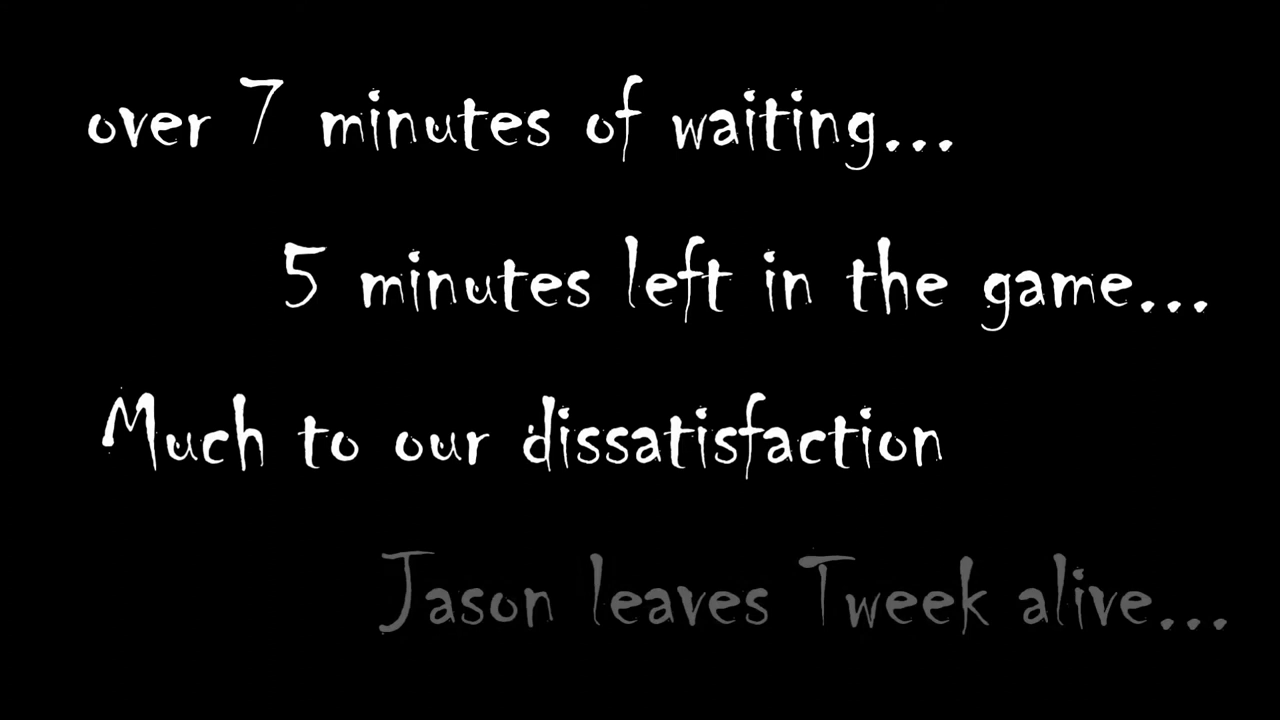 over 7 minutes of waiting...
5 minutes left in the game...
Much to our dissatisfaction
Jason leaves Tweek alive...